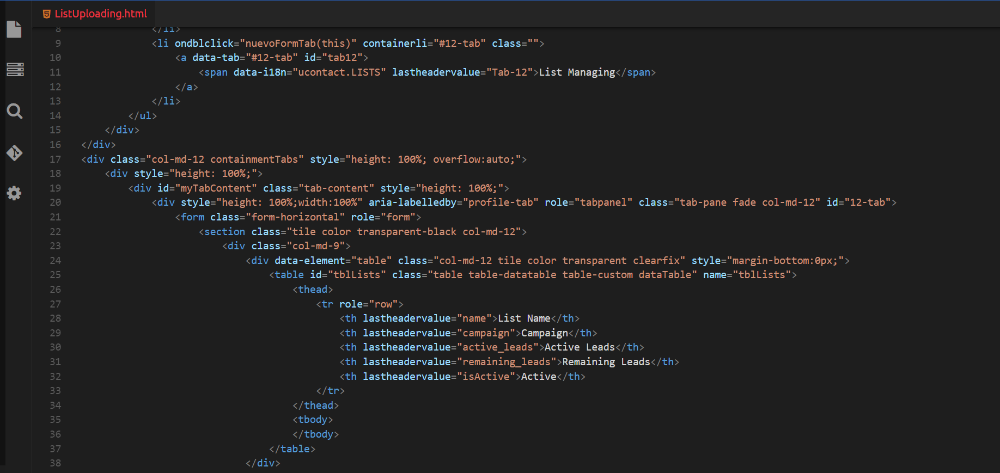 ListUploading.html
8 </li>
9 <li ondblclick="nuevoFormTab(this)" containerli="#12-tab" class="">
10 <a data-tab="#12-tab" id="tab12">
11 <span data-i18n="ucontact.LISTS" lastheadervalue="Tab-12">List Managing</span>
12 </a>
13 </li>
14 </ul>
15 </div>
16 </div>
17 <div class="col-md-12 containmentTabs" style="height: 100%; overflow:auto;">
18 <div style="height: 100%;">
19 <div id="myTabContent" class="tab-content" style="height: 100%;">
20 <div style="height: 100%;width:100%" aria-labelledby="profile-tab" role="tabpanel" class="tab-pane fade col-md-12" id="12-tab">
21 <form class="form-horizontal" role="form">
22 <section class="tile color transparent-black col-md-12">
23 <div class="col-md-9">
24 <div data-element="table" class="col-md-12 tile color transparent clearfix" style="margin-bottom:0px;">
25 <table id="tblLists" class="table table-datatable table-custom dataTable" name="tblLists">
26 <thead>
27 <tr role="row">
28 <th lastheadervalue="name">List Name</th>
29 <th lastheadervalue="campaign">Campaign</th>
30 <th lastheadervalue="active_leads">Active Leads</th>
31 <th lastheadervalue="remaining_leads">Remaining Leads</th>
32 <th lastheadervalue="isActive">Active</th>
33 </tr>
34 </thead>
35 <tbody>
36 </tbody>
37 </table>
38 </div>